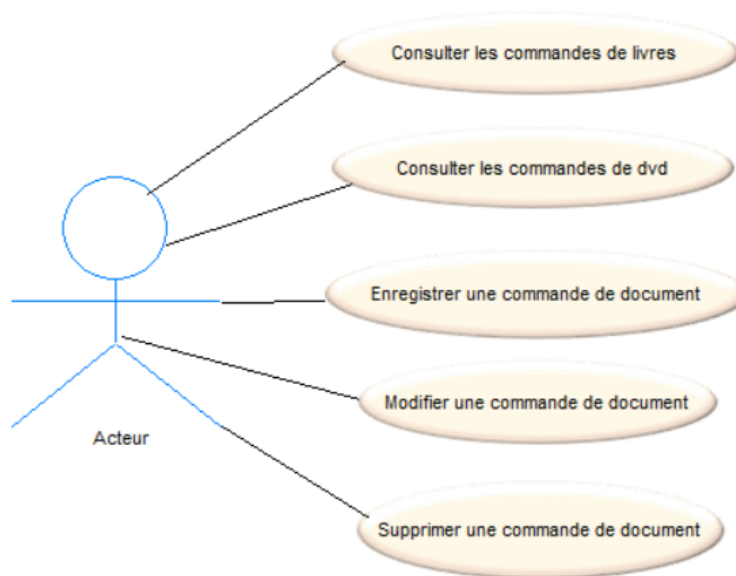 Consulter les commandes de livres
Consulter les commandes de dvd
Enregistrer une commande de document
Modifier une commande de document
Acteur
Supprimer une commande de document